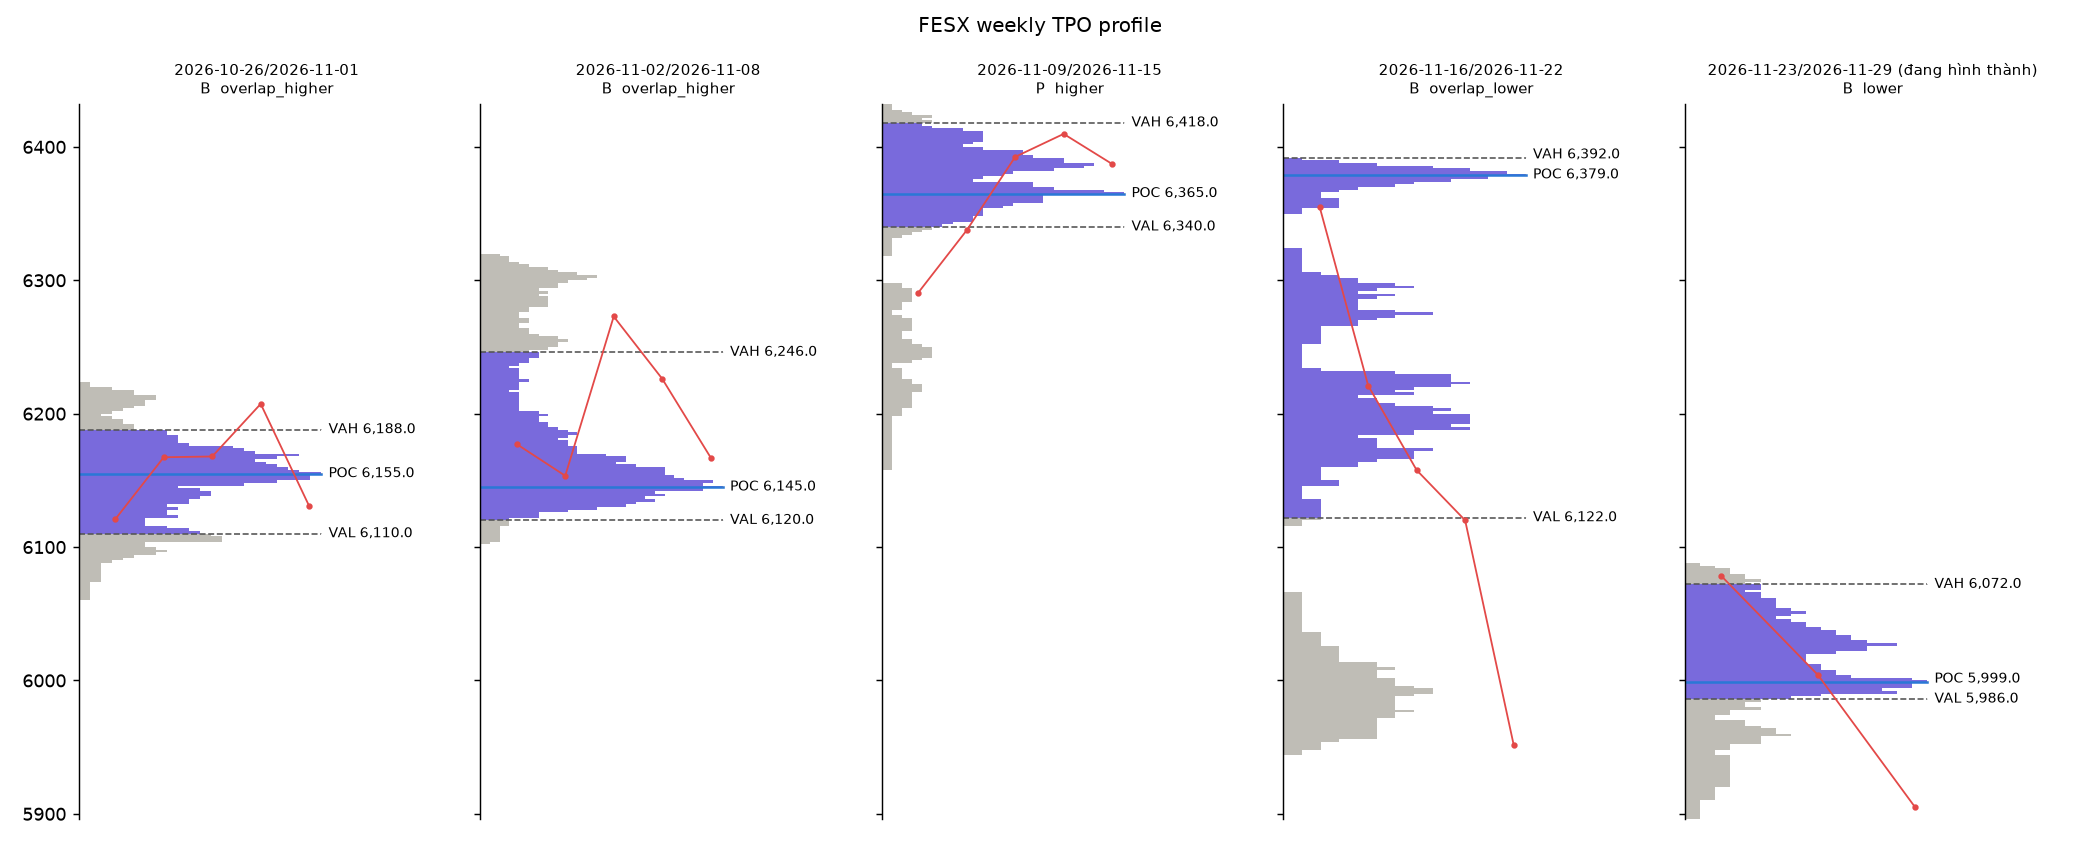 FESX weekly TPO profile
2026-10-26/2026-11-01
B  overlap_higher
6400
6300
6200
6100
6000
5900
VAH 6,188.0
POC 6,155.0
VAL 6,110.0
2026-11-02/2026-11-08
B  overlap_higher
VAH 6,246.0
POC 6,145.0
VAL 6,120.0
2026-11-09/2026-11-15
P  higher
VAH 6,418.0
POC 6,365.0
VAL 6,340.0
2026-11-16/2026-11-22
B  overlap_lower
VAH 6,392.0
POC 6,379.0
VAL 6,122.0
2026-11-23/2026-11-29 (đang hình thành)
B  lower
VAH 6,072.0
POC 5,999.0
VAL 5,986.0